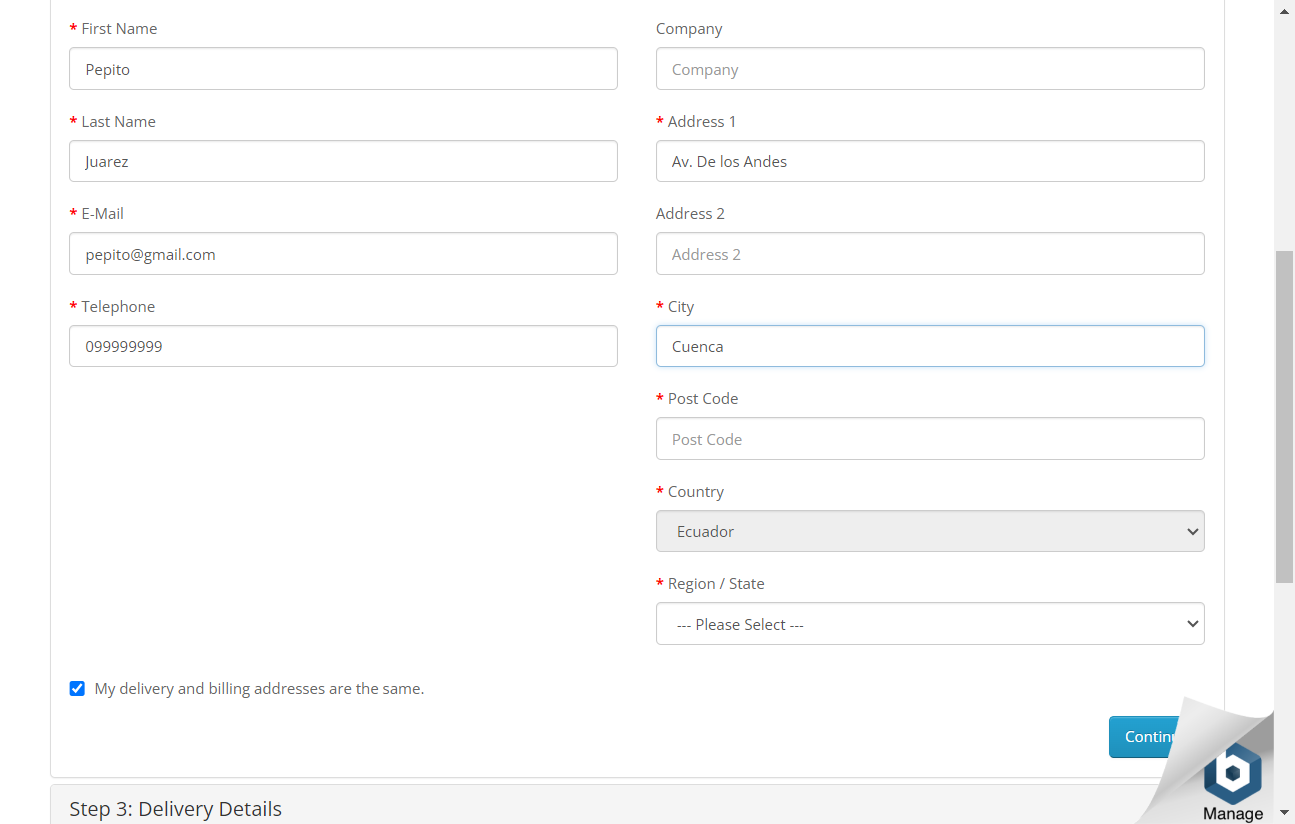 * First Name
Pepito
* Last Name
Juarez
* E-Mail
pepito@gmail.com
* Telephone
099999999
Company
Company
* Address 1
Av. De los Andes
Address 2
Address 2
* City
Cuenca
* Post Code
Post Code
* Country
Ecuador
* Region / State
--- Please Select ---
My delivery and billing addresses are the same.
Contin
Manage
Step 3: Delivery Details